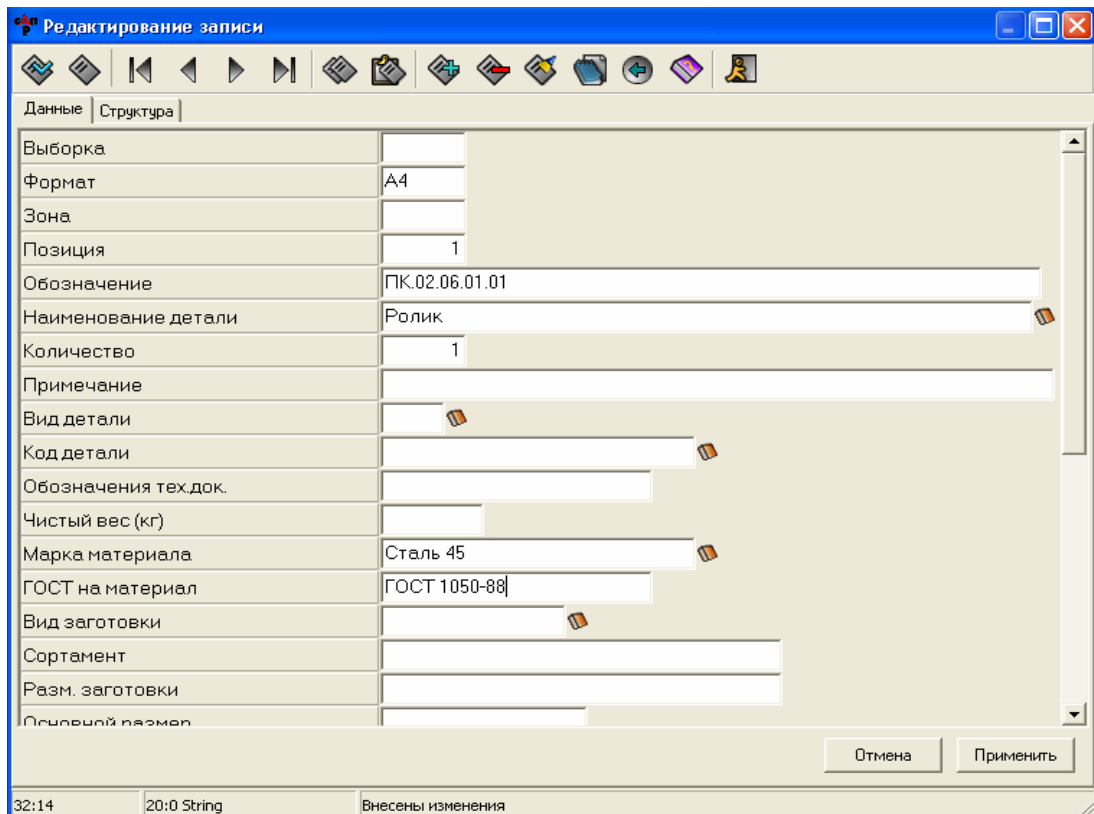 Редактирование записи
Данные Структура
Выборка
Формат А4
Зона
Позиция 1
Обозначение ПК.02.06.01.01
Наименование детали Ролик
Количество 1
Примечание
Вид детали
Код детали
Обозначения тех.док.
Чистый вес (кг)
Марка материала Сталь 45
ГОСТ на материал ГОСТ 1050-88
Вид заготовки
Сортамент
Разм. заготовки
Основной размер
Отмена Применить
32:14 20:0 String Внесены изменения